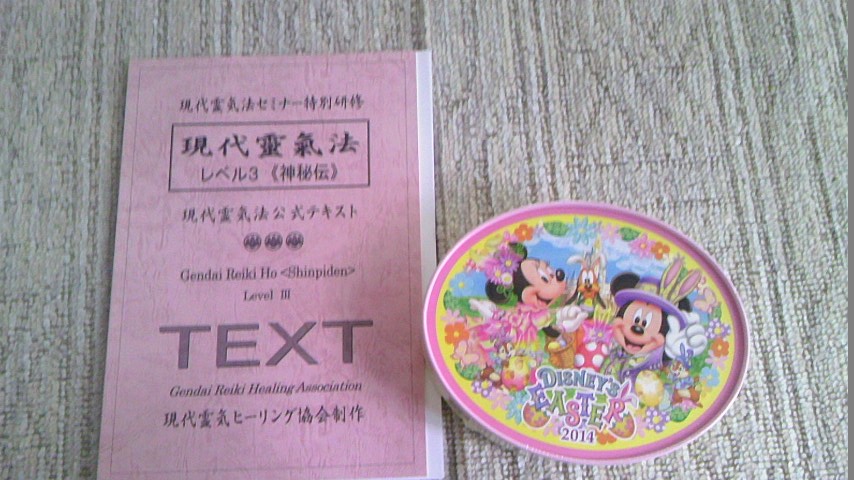 現代霊氣法セミナー特別研修
現代靈氣法
レベル3《神秘伝》
現代霊氣法公式テキスト
Gendai Reiki Ho <Shinpiden>
Level III
TEXT
Gendai Reiki Healing Association
現代霊気ヒーリング協会制作
DISNEY'S
EASTER
2014